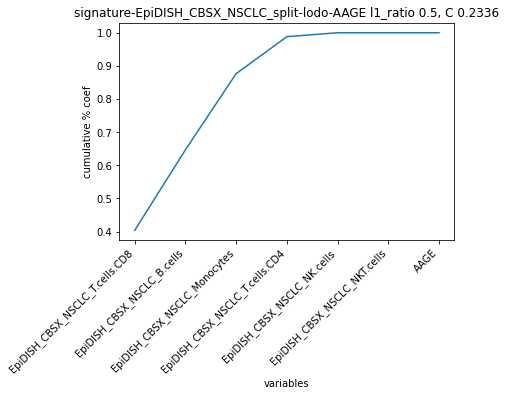 signature-EpiDISH_CBSX_NSCLC_split-lodo-AAGE l1_ratio 0.5, C 0.2336
1.0
0.9
0.8
0.7
0.6
0.5
0.4
cumulative % coef
EpiDISH_CBSX_NSCLC_T.cells.CD8
EpiDISH_CBSX_NSCLC_B.cells
EpiDISH_CBSX_NSCLC_Monocytes
EpiDISH_CBSX_NSCLC_T.cells.CD4
EpiDISH_CBSX_NSCLC_NK.cells
EpiDISH_CBSX_NSCLC_NKT.cells
AAGE
variables